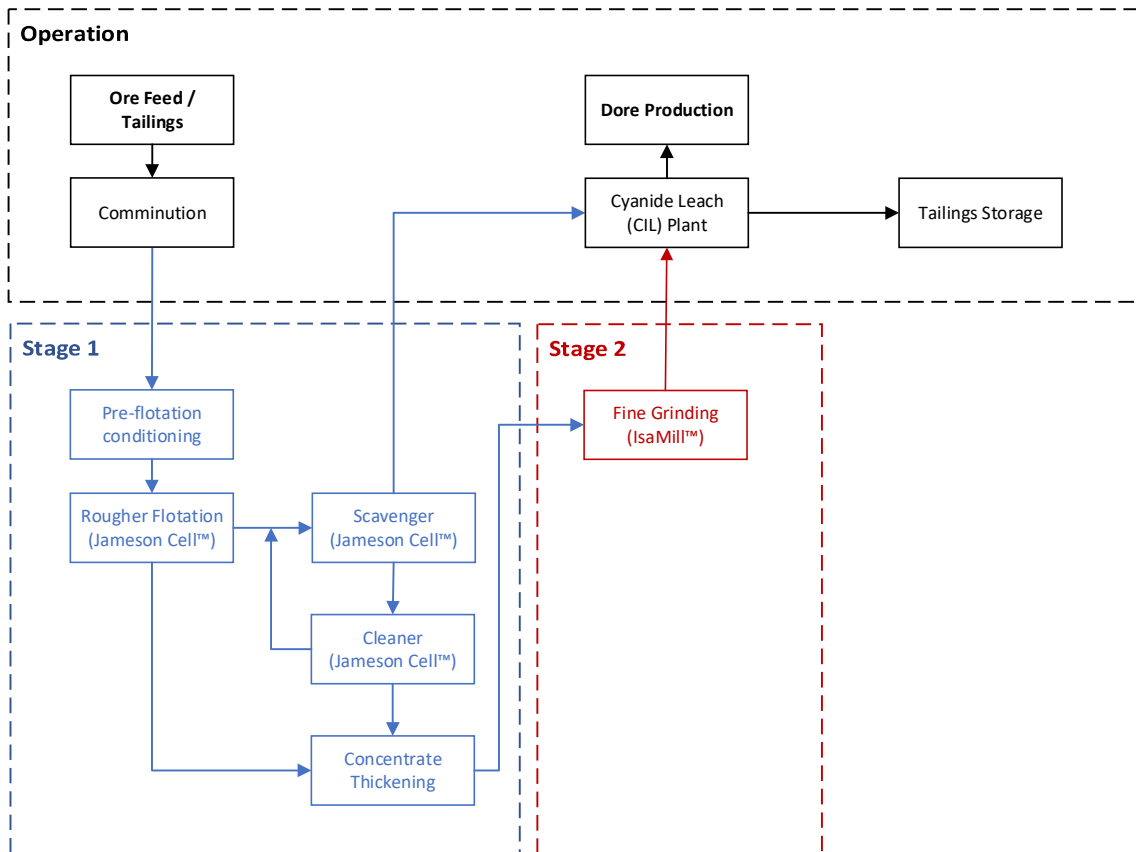 Operation
Ore Feed /
Tailings
Dore Production
Comminution
Cyanide Leach
(CIL) Plant
Tailings Storage
Stage 1
Stage 2
Pre-flotation
conditioning
Fine Grinding
(IsaMill™)
Rougher Flotation
(Jameson Cell™)
Scavenger
(Jameson Cell™)
Cleaner
(Jameson Cell™)
Concentrate
Thickening